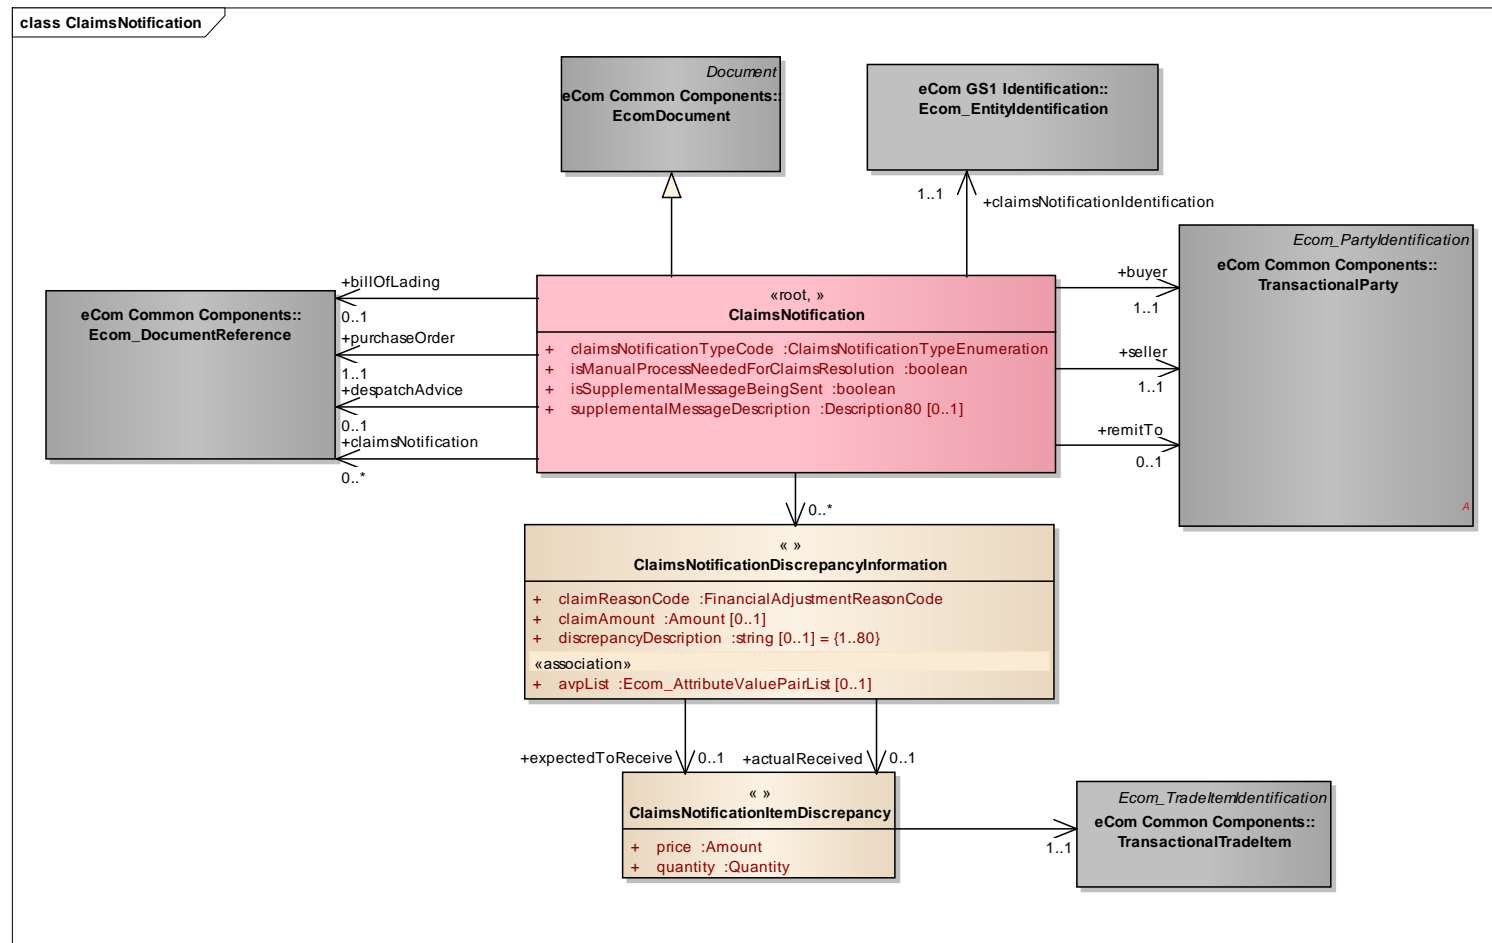 class ClaimsNotification
Document
eCom Common Components::
EcomDocument
eCom GS1 Identification::
Ecom_EntityIdentification
1..1
+claimsNotificationIdentification
Ecom_PartyIdentification
eCom Common Components::
TransactionalParty
A
+buyer
1..1
+seller
1..1
+remitTo
0..1
eCom Common Components::
Ecom_DocumentReference
+billOfLading
0..1
+purchaseOrder
1..1
+despatchAdvice
0..1
+claimsNotification
0..*
«root, »
ClaimsNotification
+ claimsNotificationTypeCode :ClaimsNotificationTypeEnumeration
+ isManualProcessNeededForClaimsResolution :boolean
+ isSupplementalMessageBeingSent :boolean
+ supplementalMessageDescription :Description80 [0..1]
0..*
« »
ClaimsNotificationDiscrepancyInformation
+ claimReasonCode :FinancialAdjustmentReasonCode
+ claimAmount :Amount [0..1]
+ discrepancyDescription :string [0..1] = {1..80}
«association»
+ avpList :Ecom_AttributeValuePairList [0..1]
+expectedToReceive
0..1
+actualReceived
0..1
« »
ClaimsNotificationItemDiscrepancy
+ price :Amount
+ quantity :Quantity
1..1
Ecom_TradeItemIdentification
eCom Common Components::
TransactionalTradeItem